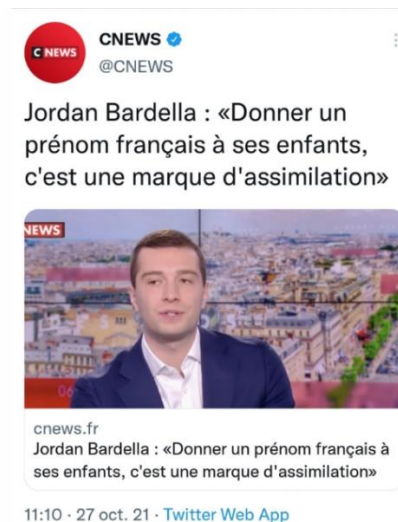 C NEWS
CNEWS
@CNEWS
Jordan Bardella : «Donner un
prénom français à ses enfants,
c'est une marque d'assimilation»
NEWS
cnews.fr
Jordan Bardella : «Donner un prénom français à
ses enfants, c'est une marque d'assimilation»
11:10 · 27 oct. 21 · Twitter Web App